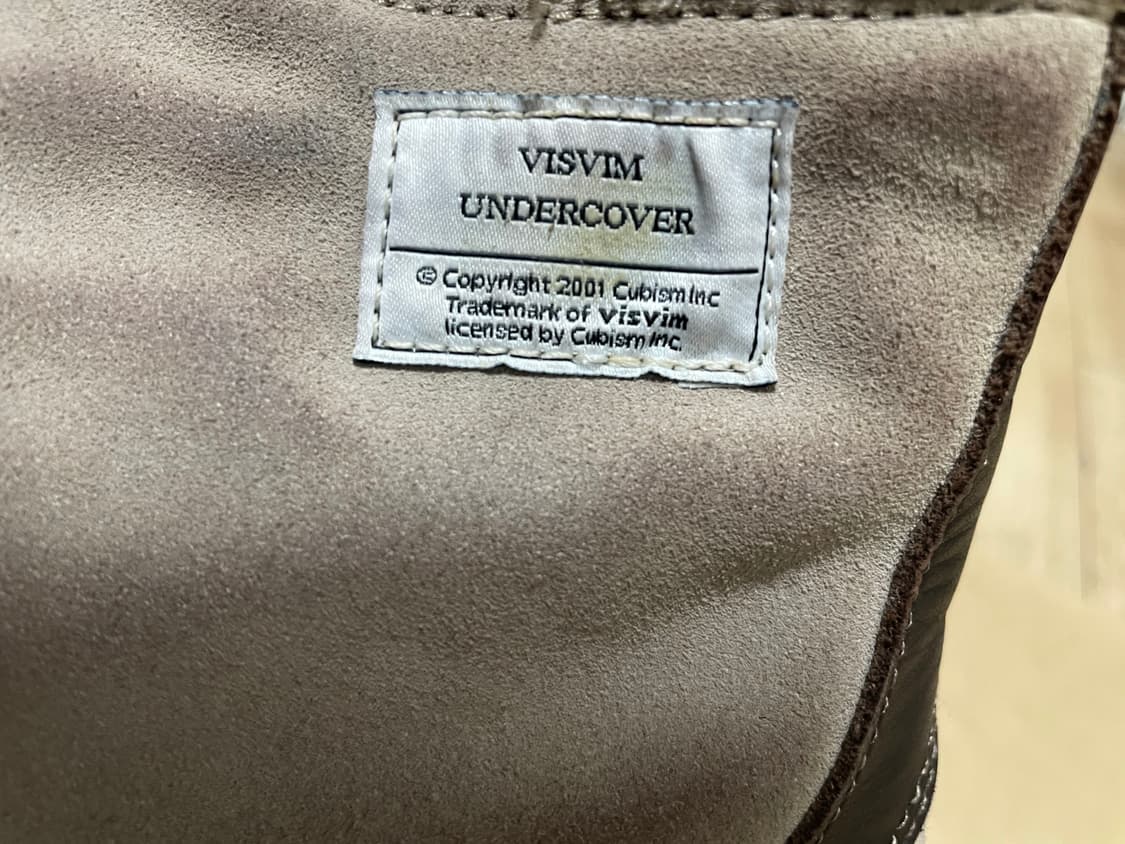 VISVIM
UNDERCOVER
© Copyright 2001 Cubism Inc
Trademark of visvim
licensed by Cubism Inc.